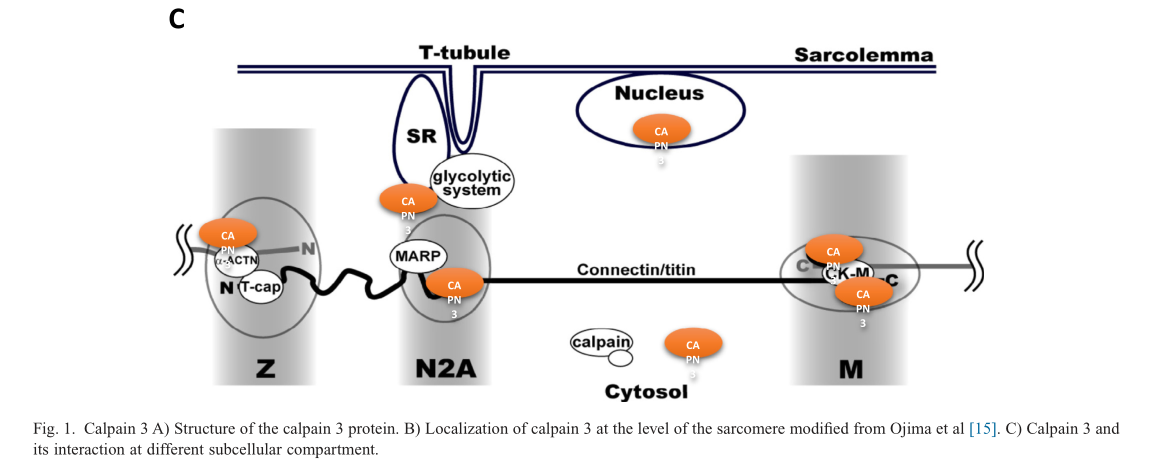 C
T-tubule
Sarcolemma
Nucleus
SR
CA
PN
3
glycolytic
system
CA
PN
3
CA
PN
N
α-ACTN
MARP
N T-cap
CA
PN
3
Connectin/titin
CA
PN
C
CK-M
C
CA
PN
3
calpain
CA
PN
3
Z
N2A
M
Cytosol
Fig. 1. Calpain 3 A) Structure of the calpain 3 protein. B) Localization of calpain 3 at the level of the sarcomere modified from Ojima et al [15]. C) Calpain 3 and
its interaction at different subcellular compartment.